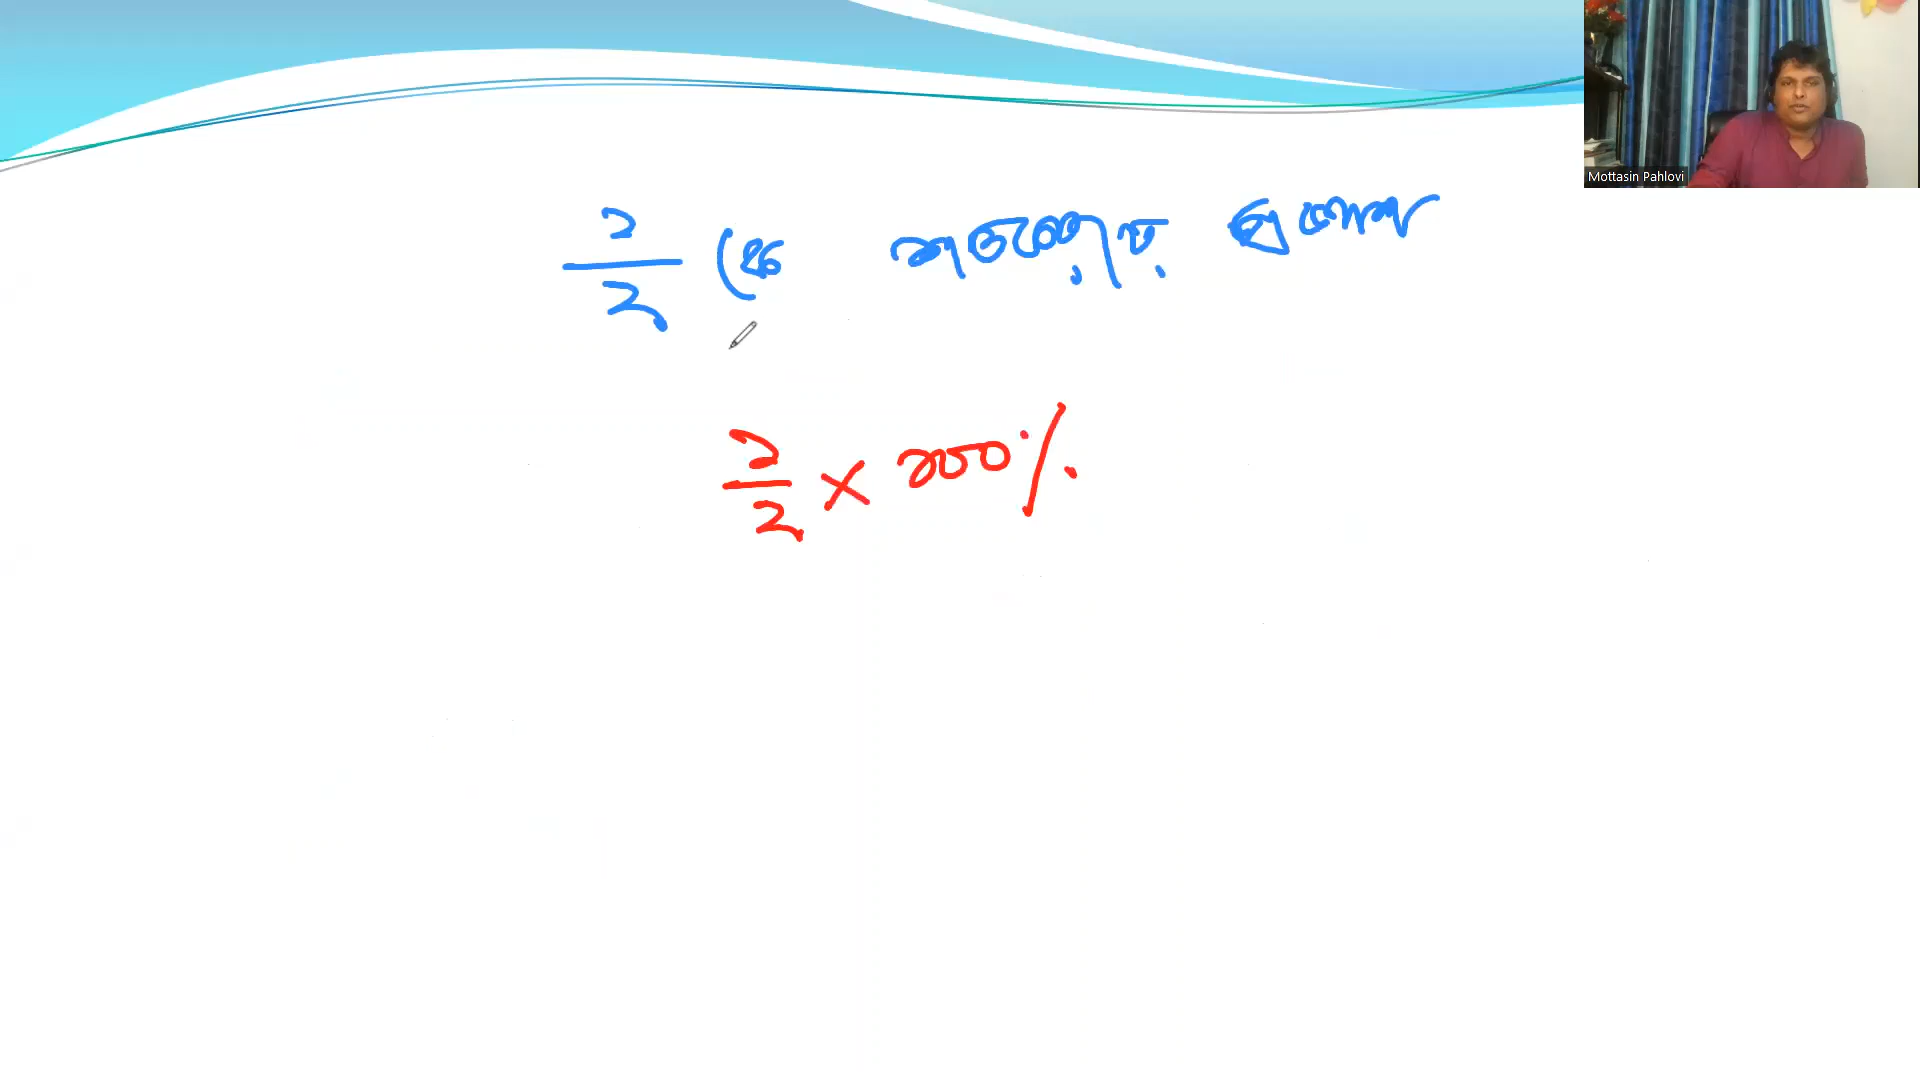 Mottasin Pahlovi
১/২ কে শতকরায় প্রকাশ
১/২ × ১০০%